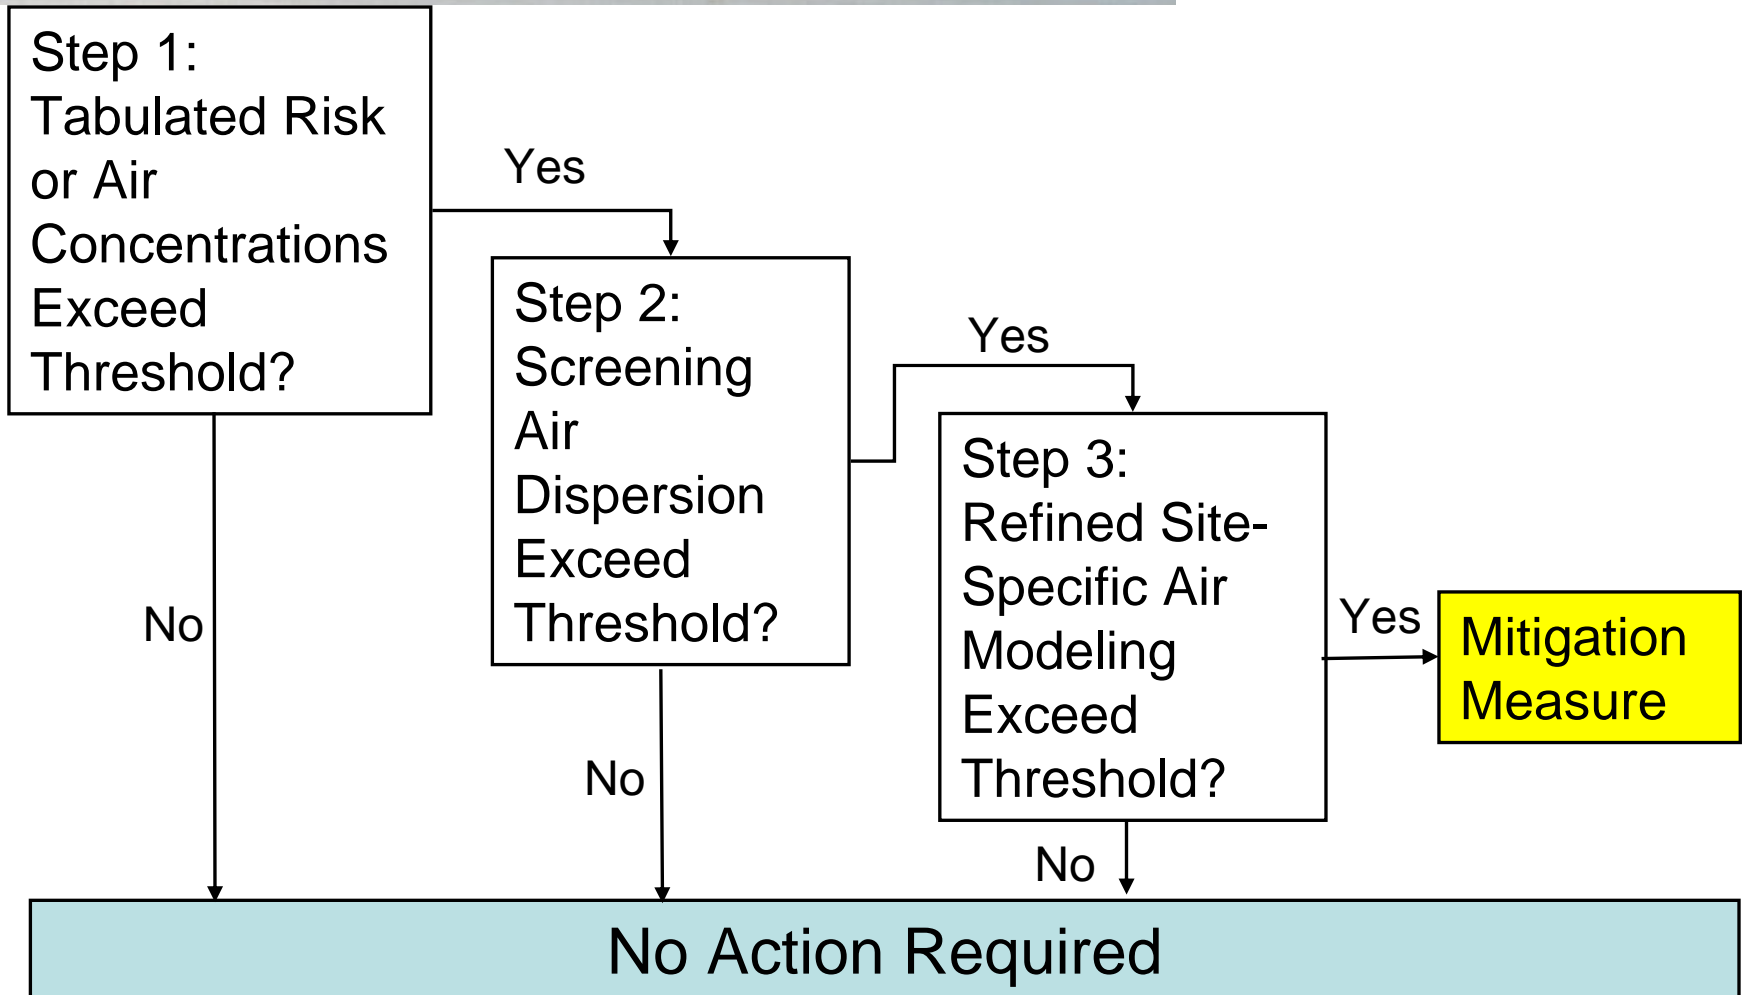 Step 1:
Tabulated Risk
or Air
Concentrations
Exceed
Threshold?
Yes
Step 2:
Screening
Air
Dispersion
Exceed
Threshold?
Yes
Step 3:
Refined Site-
Specific Air
Modeling
Exceed
Threshold?
Yes
Mitigation
Measure
No
No
No
No Action Required